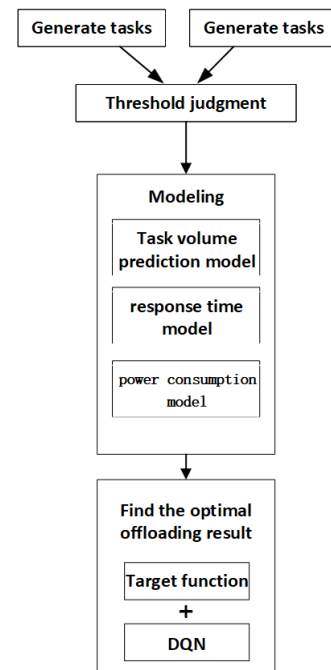 Generate tasks
Generate tasks
Threshold judgment
Modeling
Task volume
prediction model
response time
model
power consumption
model
Find the optimal
offloading result
Target function
+
DQN